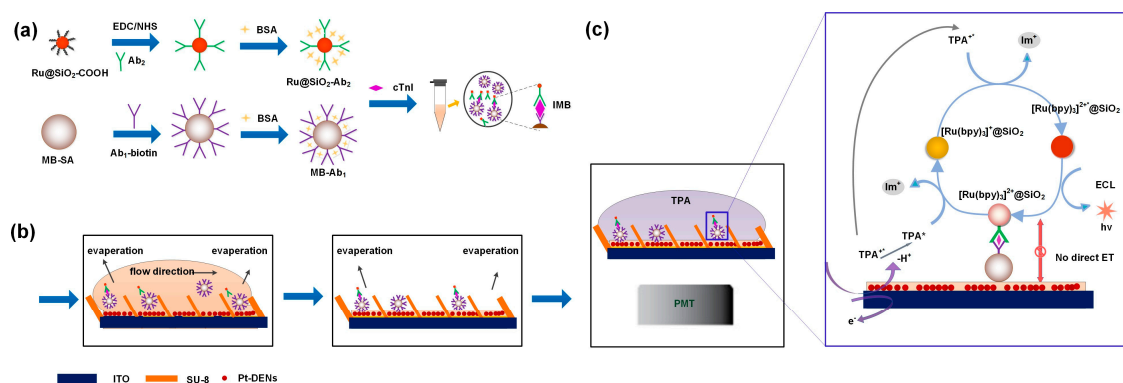 (a)
EDC/NHS
Ab2
Ru@SiO2-COOH
BSA
Ru@SiO2-Ab2
cTnI
IMB
MB-SA
Ab1-biotin
BSA
MB-Ab1
(b)
evaperation
evaperation
flow direction
evaperation
evaperation
ITO
SU-8
Pt-DENs
(c)
TPA
PMT
TPA+•
Im+
[Ru(bpy)3]2+*@SiO2
[Ru(bpy)3]+@SiO2
Im+
[Ru(bpy)3]2+@SiO2
ECL
hv
TPA•
TPA+•
-H+
No direct ET
e-